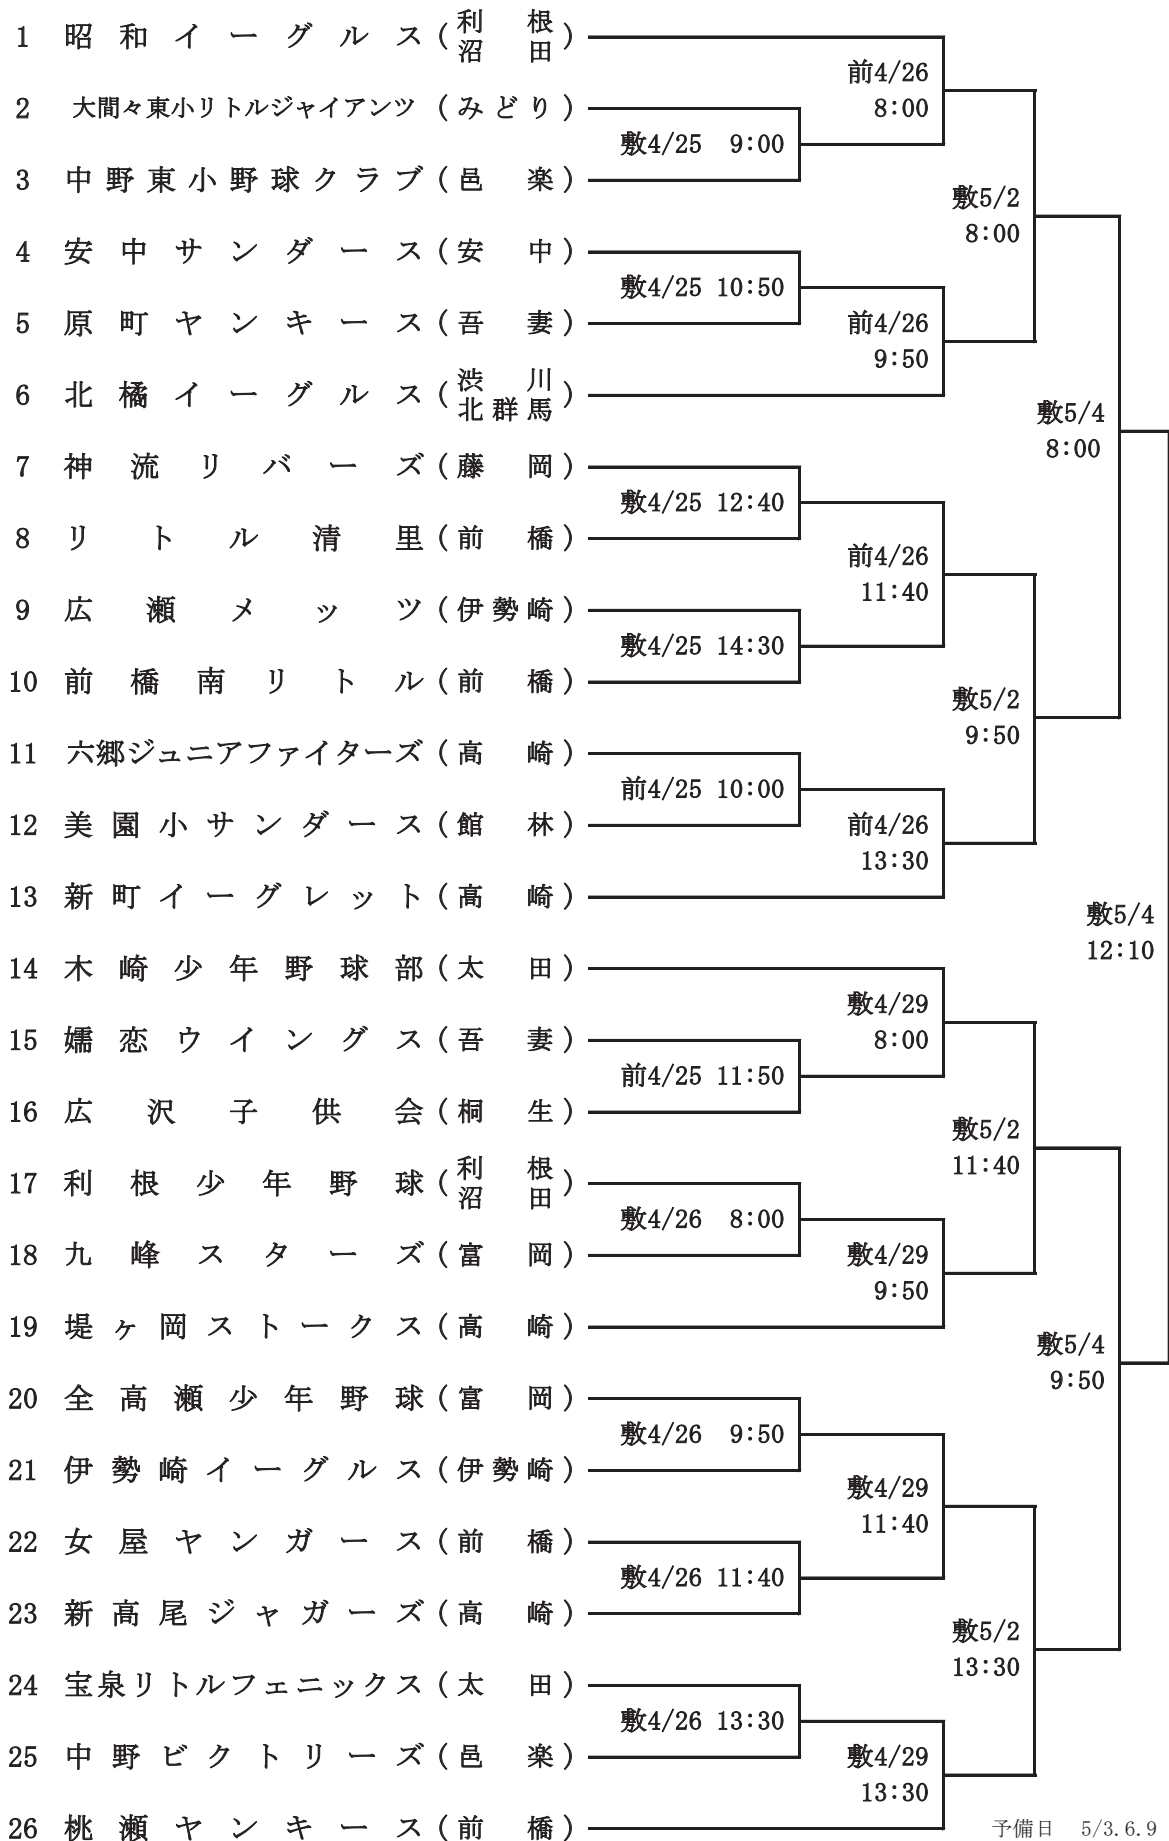 1 昭和イーグルス(利根沼田)
前4/26
8:00
2 大間々東小リトルジャイアンツ(みどり)
敷4/25 9:00
3 中野東小野球クラブ(邑楽)
敷5/2
8:00
4 安中サンダース(安中)
敷4/25 10:50
5 原町ヤンキース(吾妻)
前4/26
9:50
6 北橘イーグルス(渋川北群馬)
敷5/4
8:00
7 神流リバーズ(藤岡)
敷4/25 12:40
8 リトル清里(前橋)
前4/26
11:40
9 広瀬メッツ(伊勢崎)
敷4/25 14:30
10 前橋南リトル(前橋)
敷5/2
9:50
11 六郷ジュニアファイターズ(高崎)
前4/25 10:00
12 美園小サンダース(館林)
前4/26
13:30
13 新町イーグレット(高崎)
敷5/4
12:10
14 木崎少年野球部(太田)
敷4/29
8:00
15 嬬恋ウイングス(吾妻)
前4/25 11:50
16 広沢子供会(桐生)
敷5/2
11:40
17 利根少年野球(利根沼田)
敷4/26 8:00
18 九峰スターズ(富岡)
敷4/29
9:50
19 堤ヶ岡ストークス(高崎)
敷5/4
9:50
20 全高瀬少年野球(富岡)
敷4/26 9:50
21 伊勢崎イーグルス(伊勢崎)
敷4/29
11:40
22 女屋ヤンガース(前橋)
敷4/26 11:40
23 新高尾ジャガーズ(高崎)
敷5/2
13:30
24 宝泉リトルフェニックス(太田)
敷4/26 13:30
25 中野ビクトリーズ(邑楽)
敷4/29
13:30
26 桃瀬ヤンキース(前橋)
予備日 5/3.6.9